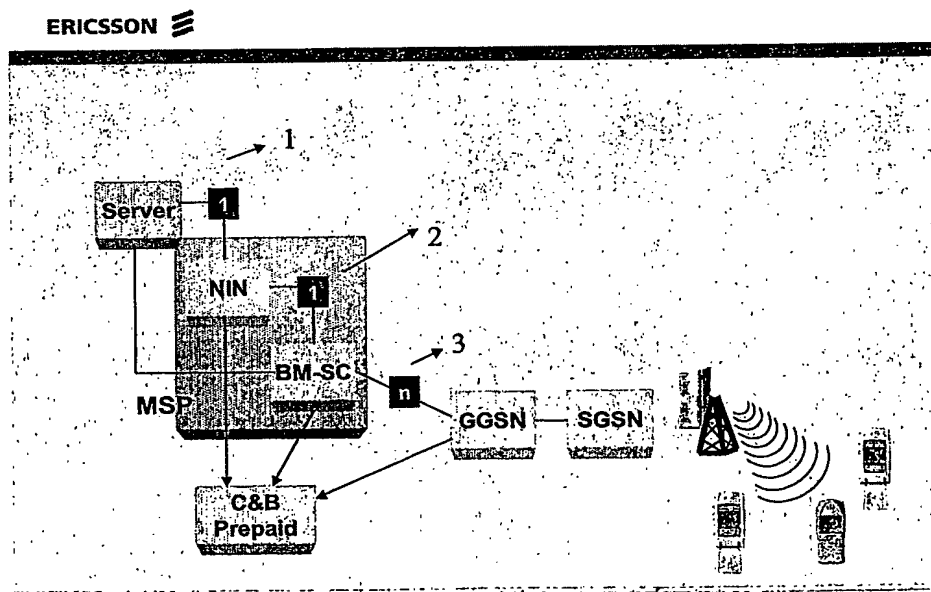 ERICSSON
1
Server
1
2
NIN
1
3
BM-SC
n
MSP
GGSN
SGSN
C&B
Prepaid